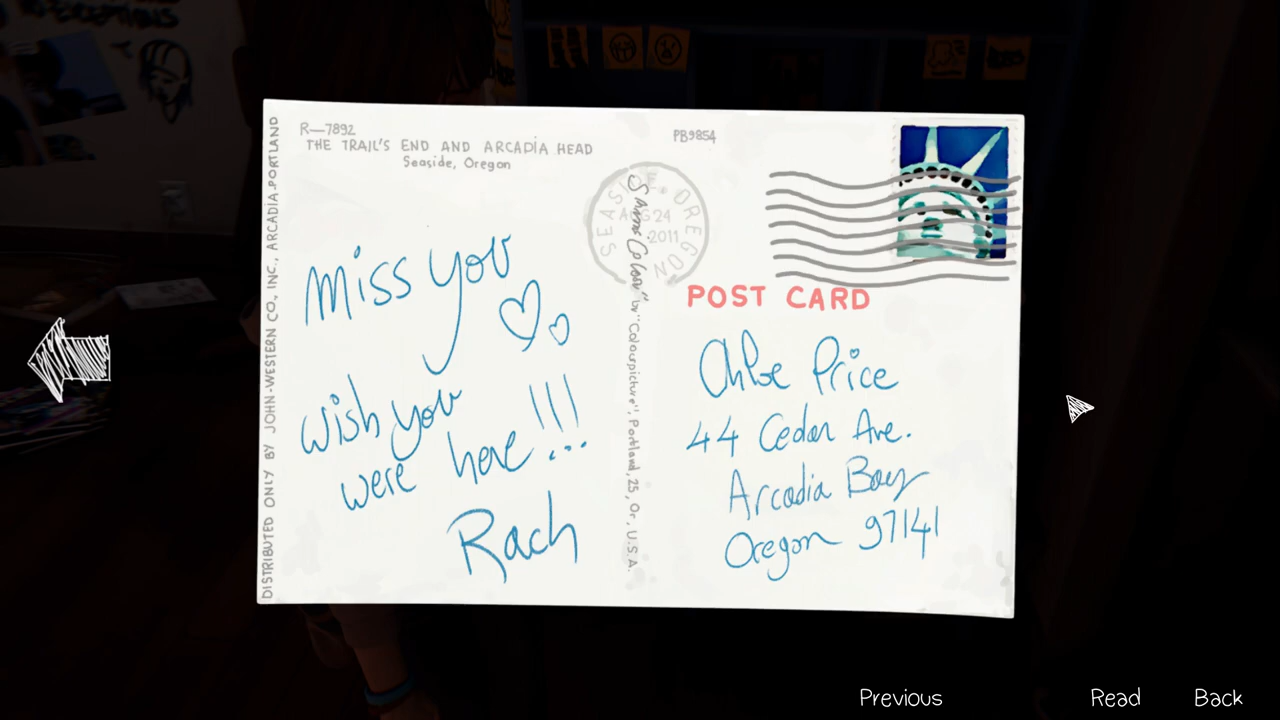 R—7892
THE TRAIL'S END AND ARCADIA HEAD
Seaside, Oregon
PB9854
DISTRIBUTED ONLY BY JOHN-WESTERN CO., INC., ARCADIA-PORTLAND
SEASIDE, OREGON
AUG 24
2011
by "Colourpicture", Portland, 25, Or, U.S.A.
POST CARD
Miss you
wish you
were here!!!
Rach
Chloe Price
44 Cedar Ave.
Arcadia Bay
Oregon 97141
Previous
Read
Back